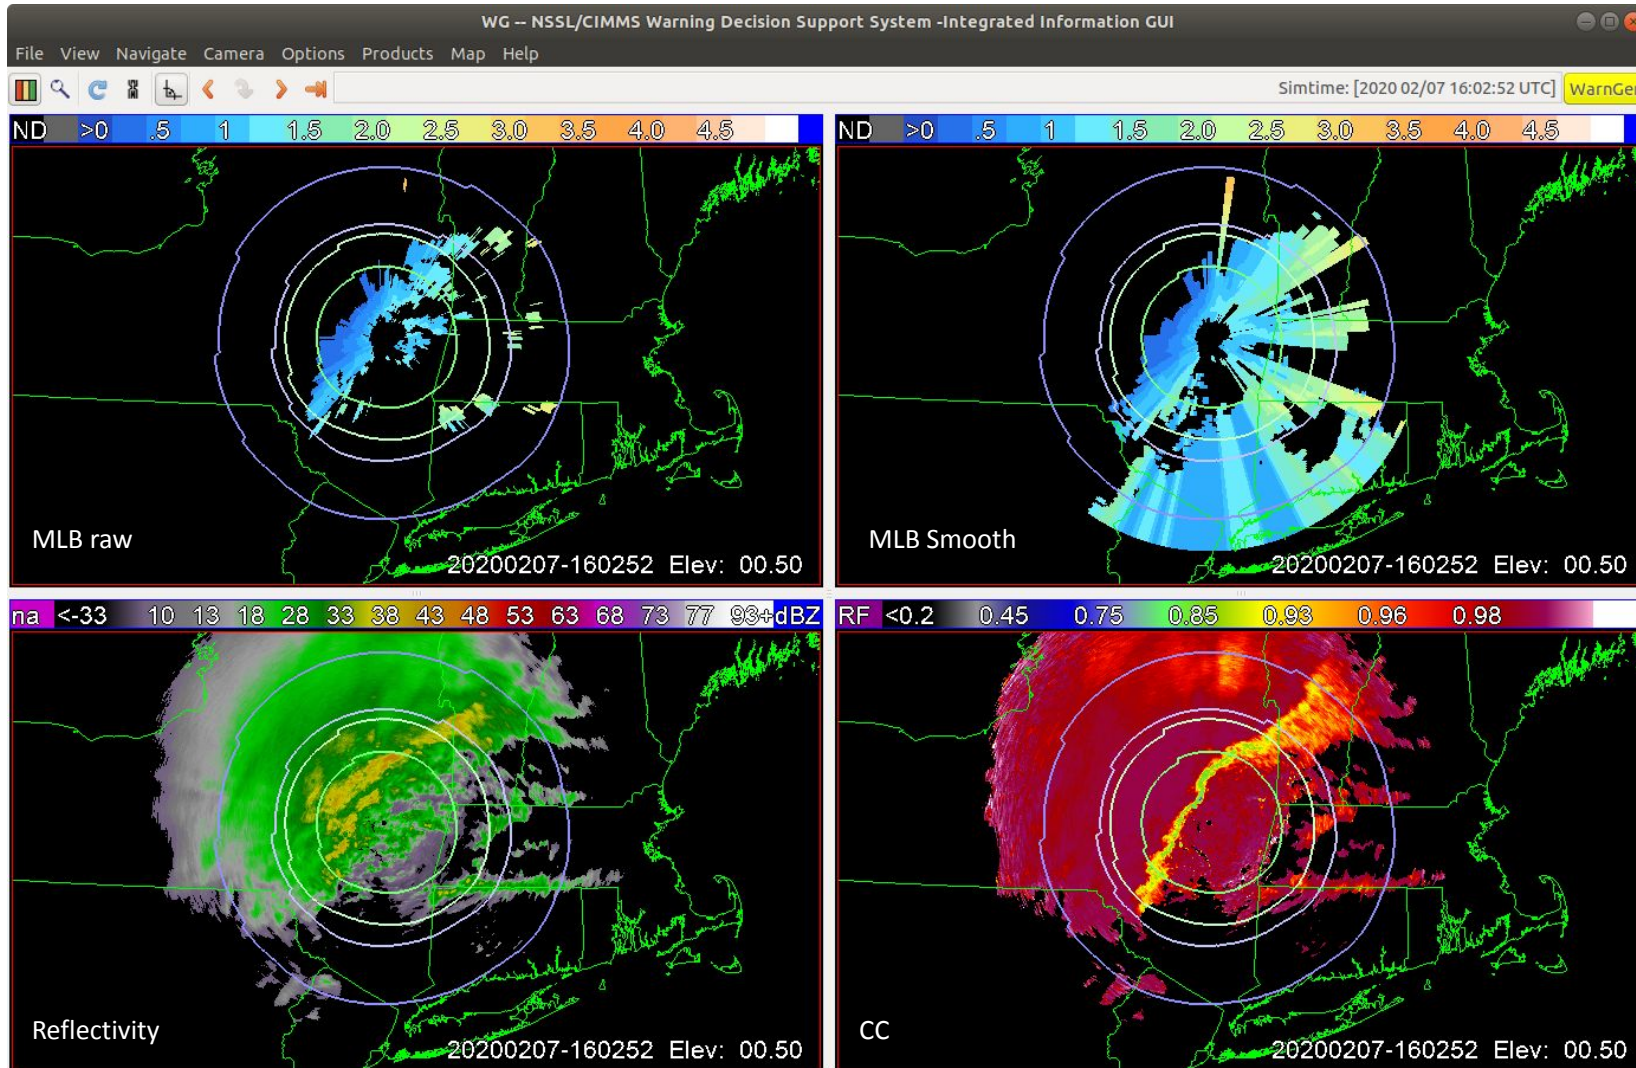 WG -- NSSL/CIMMS Warning Decision Support System -Integrated Information GUI
File View Navigate Camera Options Products Map Help
Simtime: [2020 02/07 16:02:52 UTC] WarnGen
ND >0 .5 1 1.5 2.0 2.5 3.0 3.5 4.0 4.5
ND >0 .5 1 1.5 2.0 2.5 3.0 3.5 4.0 4.5
MLB raw
20200207-160252 Elev: 00.50
MLB Smooth
20200207-160252 Elev: 00.50
na <-33 10 13 18 28 33 38 43 48 53 63 68 73 77 93+dBZ
RF <0.2 0.45 0.75 0.85 0.93 0.96 0.98
Reflectivity
20200207-160252 Elev: 00.50
CC
20200207-160252 Elev: 00.50